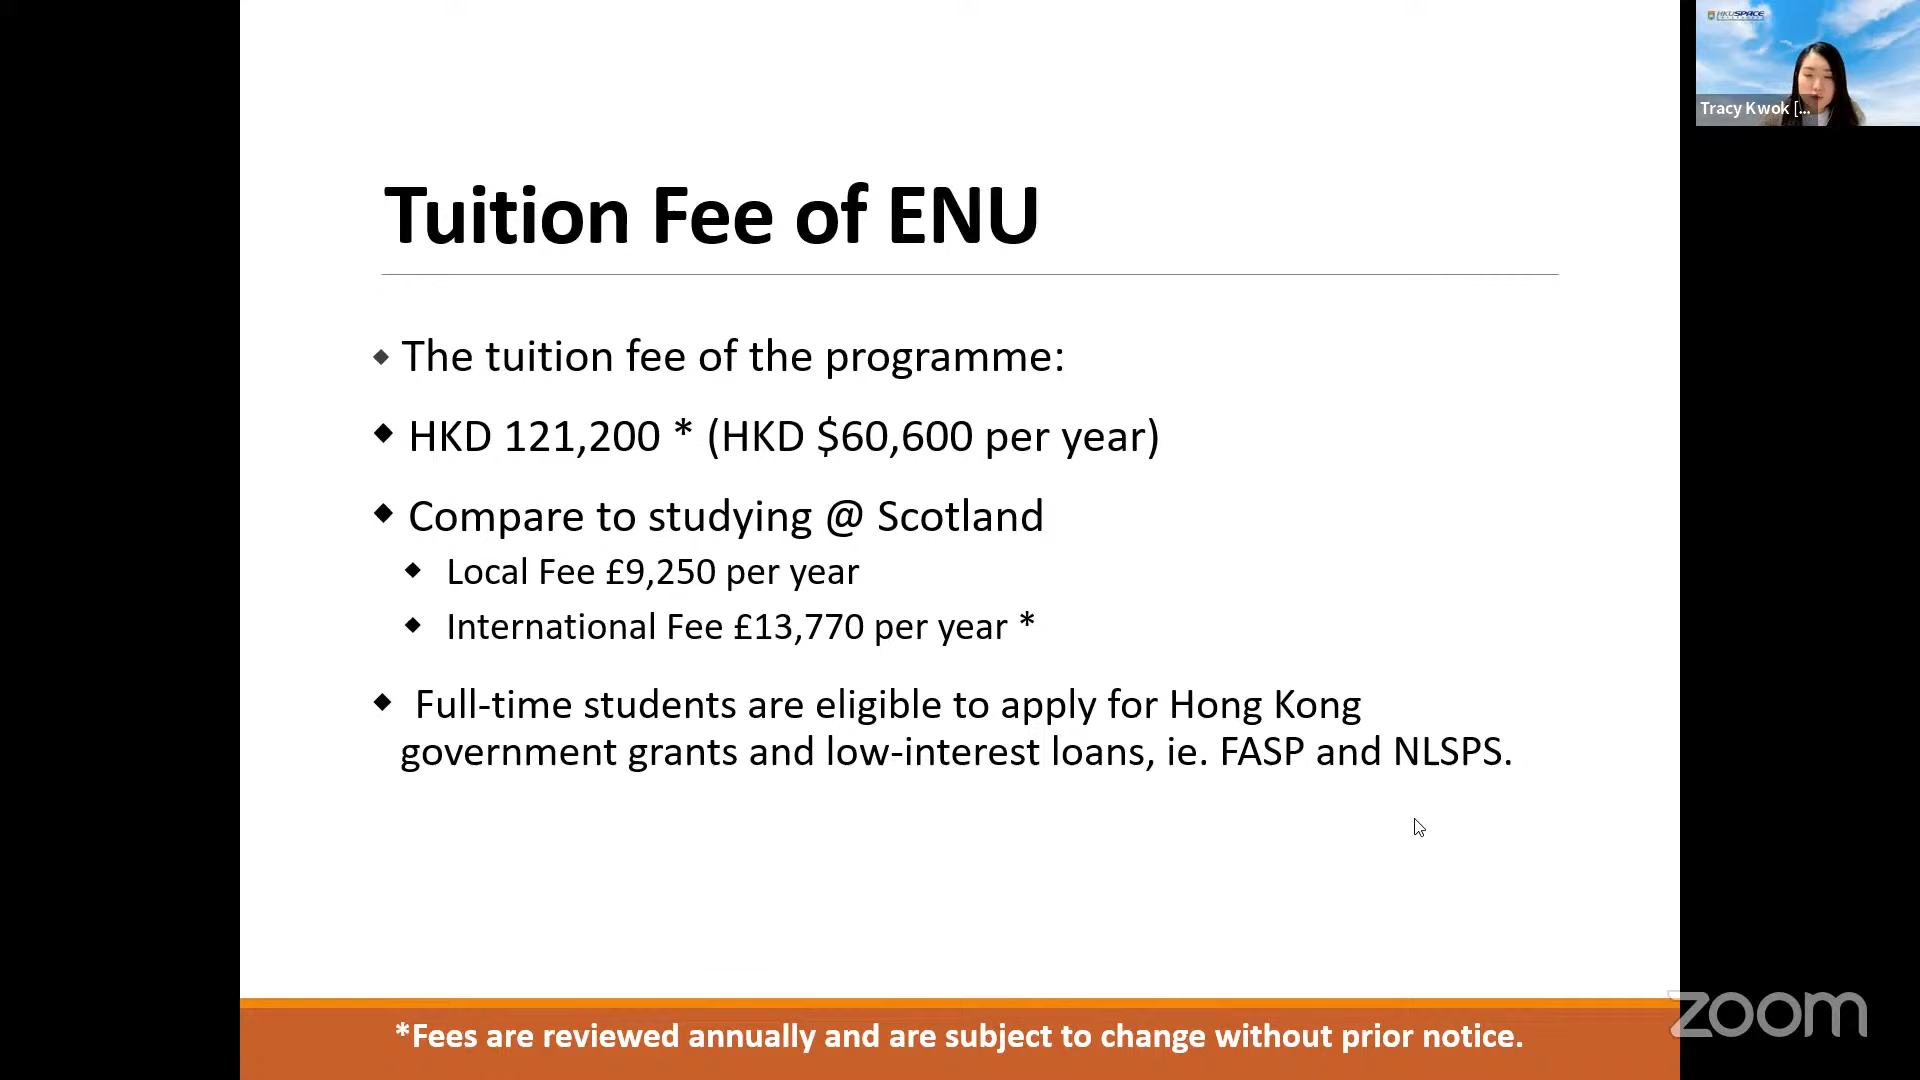 HKU SPACE
Tracy Kwok [...
Tuition Fee of ENU
The tuition fee of the programme:
HKD 121,200 * (HKD $60,600 per year)
Compare to studying @ Scotland
Local Fee £9,250 per year
International Fee £13,770 per year *
Full-time students are eligible to apply for Hong Kong
government grants and low-interest loans, ie. FASP and NLSPS.
*Fees are reviewed annually and are subject to change without prior notice.
zoom